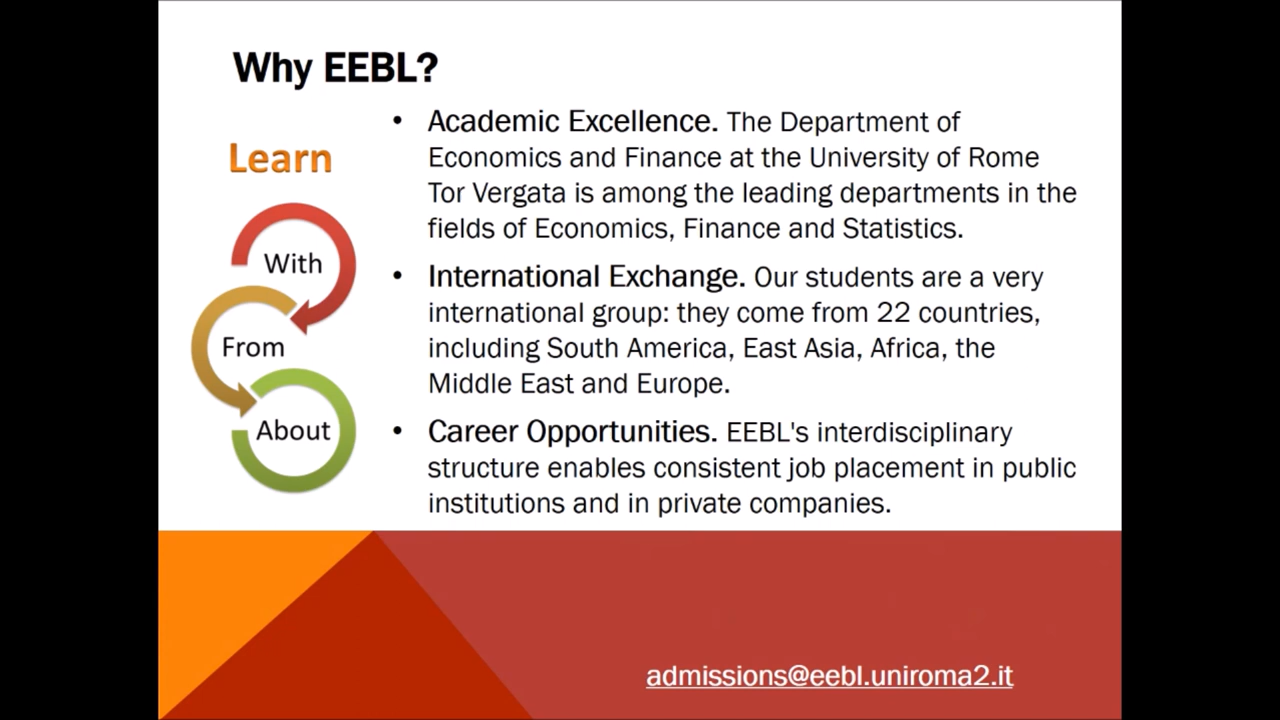 Why EEBL?
Learn
With
From
About
• Academic Excellence. The Department of
Economics and Finance at the University of Rome
Tor Vergata is among the leading departments in the
fields of Economics, Finance and Statistics.
• International Exchange. Our students are a very
international group: they come from 22 countries,
including South America, East Asia, Africa, the
Middle East and Europe.
• Career Opportunities. EEBL's interdisciplinary
structure enables consistent job placement in public
institutions and in private companies.
admissions@eebl.uniroma2.it